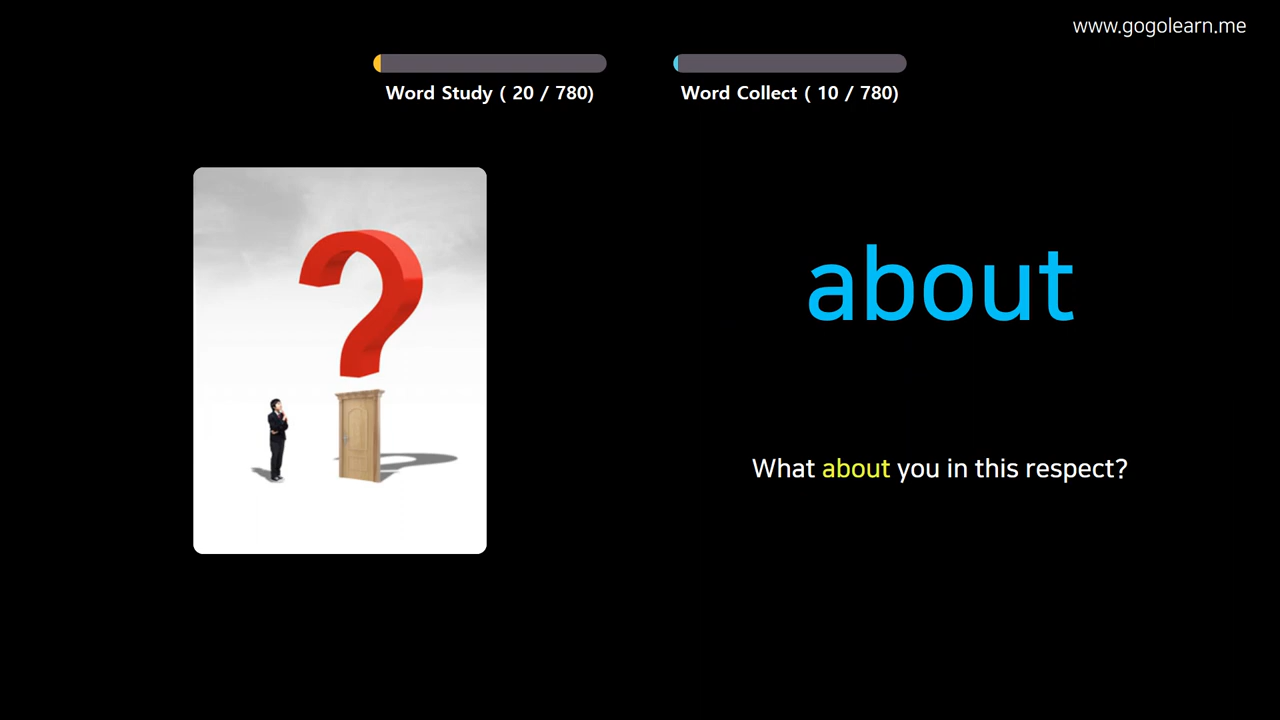 www.gogolearn.me
Word Study ( 20 / 780)
Word Collect ( 10 / 780)
about
What about you in this respect?